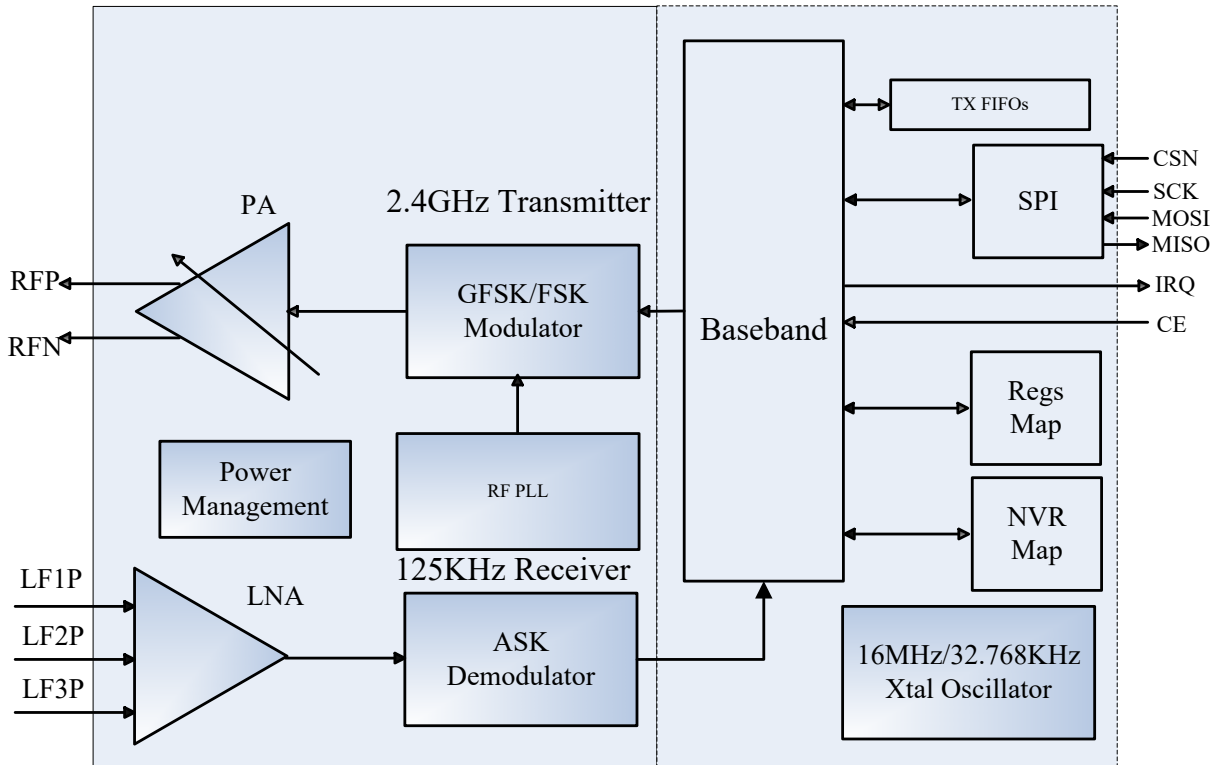 TX FIFOs
CSN
SCK
SPI
MOSI
MISO
PA
2.4GHz Transmitter
RFP
RFN
GFSK/FSK
Modulator
Baseband
IRQ
CE
Regs
Map
Power
Management
RF PLL
NVR
Map
125KHz Receiver
LF1P
LF2P
LF3P
LNA
ASK
Demodulator
16MHz/32.768KHz
Xtal Oscillator